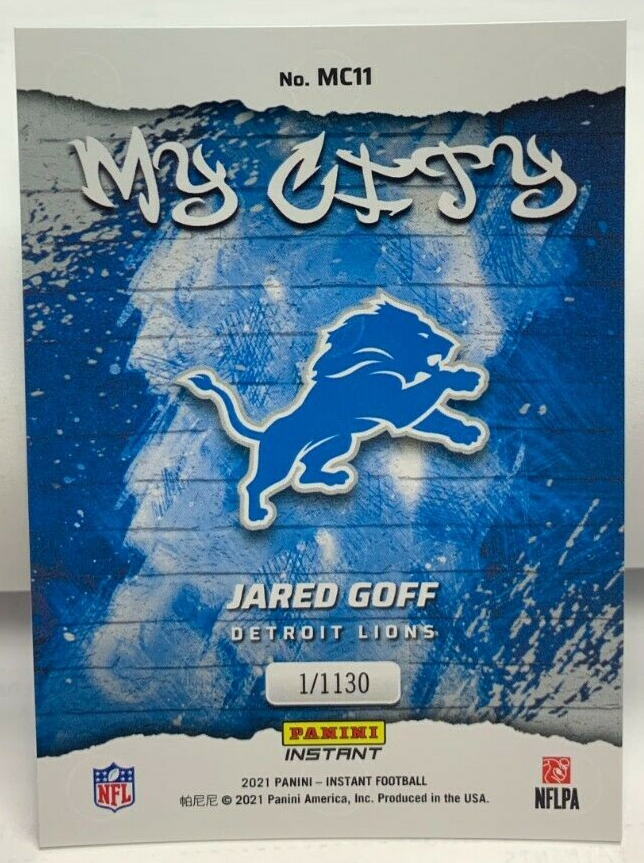 No. MC11
My City
JARED GOFF
DETROIT LIONS
1/1130
PANINI
INSTANT
2021 PANINI – INSTANT FOOTBALL
帕尼尼 © 2021 Panini America, Inc. Produced in the USA.
NFL
NFLPA